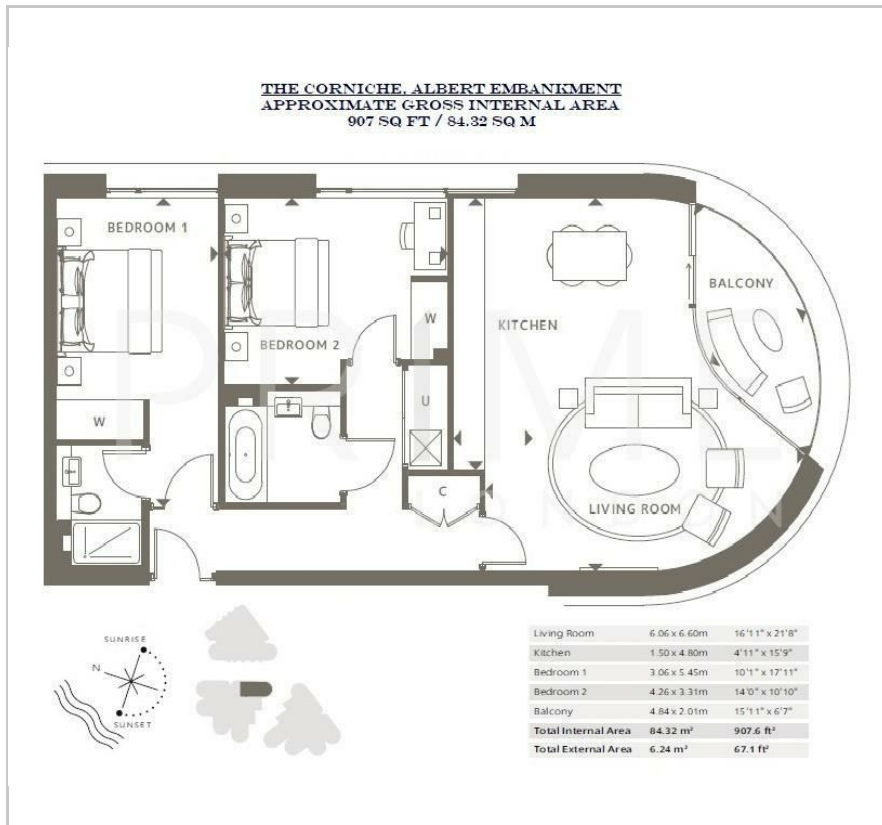 THE CORNICHE, ALBERT EMBANKMENT
APPROXIMATE GROSS INTERNAL AREA
907 SQ FT / 84.32 SQ M
BEDROOM 1
BEDROOM 2
KITCHEN
BALCONY
LIVING ROOM
W
W
U
C
PRIME
LONDON
SUNRISE
N
SUNSET
Living Room 6.06 x 6.60m 16'11" x 21'8"
Kitchen 1.50 x 4.80m 4'11" x 15'9"
Bedroom 1 3.06 x 5.45m 10'1" x 17'11"
Bedroom 2 4.26 x 3.31m 14'0" x 10'10"
Balcony 4.84 x 2.01m 15'11" x 6'7"
Total Internal Area 84.32 m² 907.6 ft²
Total External Area 6.24 m² 67.1 ft²